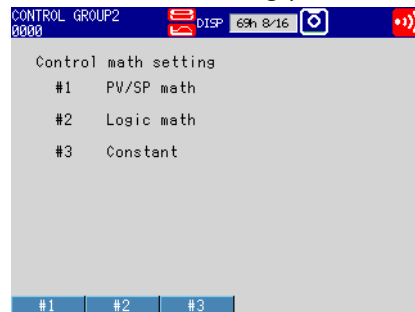 CONTROL GROUP2
0000
DISP 69h 8/16
Control math setting
#1 PV/SP math
#2 Logic math
#3 Constant
#1 #2 #3